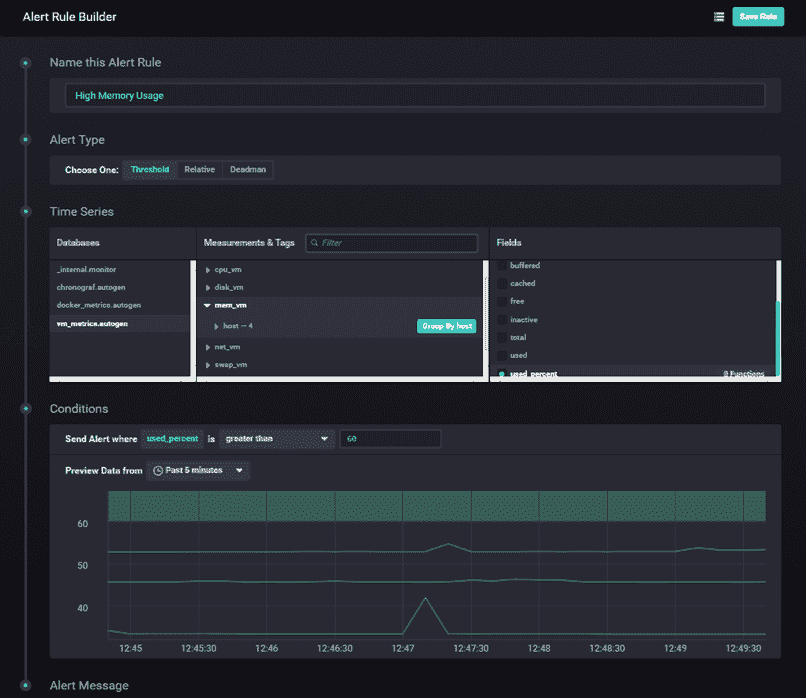 Alert Rule Builder
Save Rule
Name this Alert Rule
High Memory Usage
Alert Type
Choose One: Threshold Relative Deadman
Time Series
Databases
Measurements & Tags
Filter
Fields
_internal.monitor
chronograf.autogen
docker_metrics.autogen
vm_metrics.autogen
cpu_vm
disk_vm
mem_vm
host — 4
Group By host
net_vm
swap_vm
buffered
cached
free
inactive
total
used
used_percent
0 Functions
Conditions
Send Alert where used_percent is greater than 60
Preview Data from Past 5 minutes
60
50
40
12:45 12:45:30 12:46 12:46:30 12:47 12:47:30 12:48 12:48:30 12:49 12:49:30
Alert Message